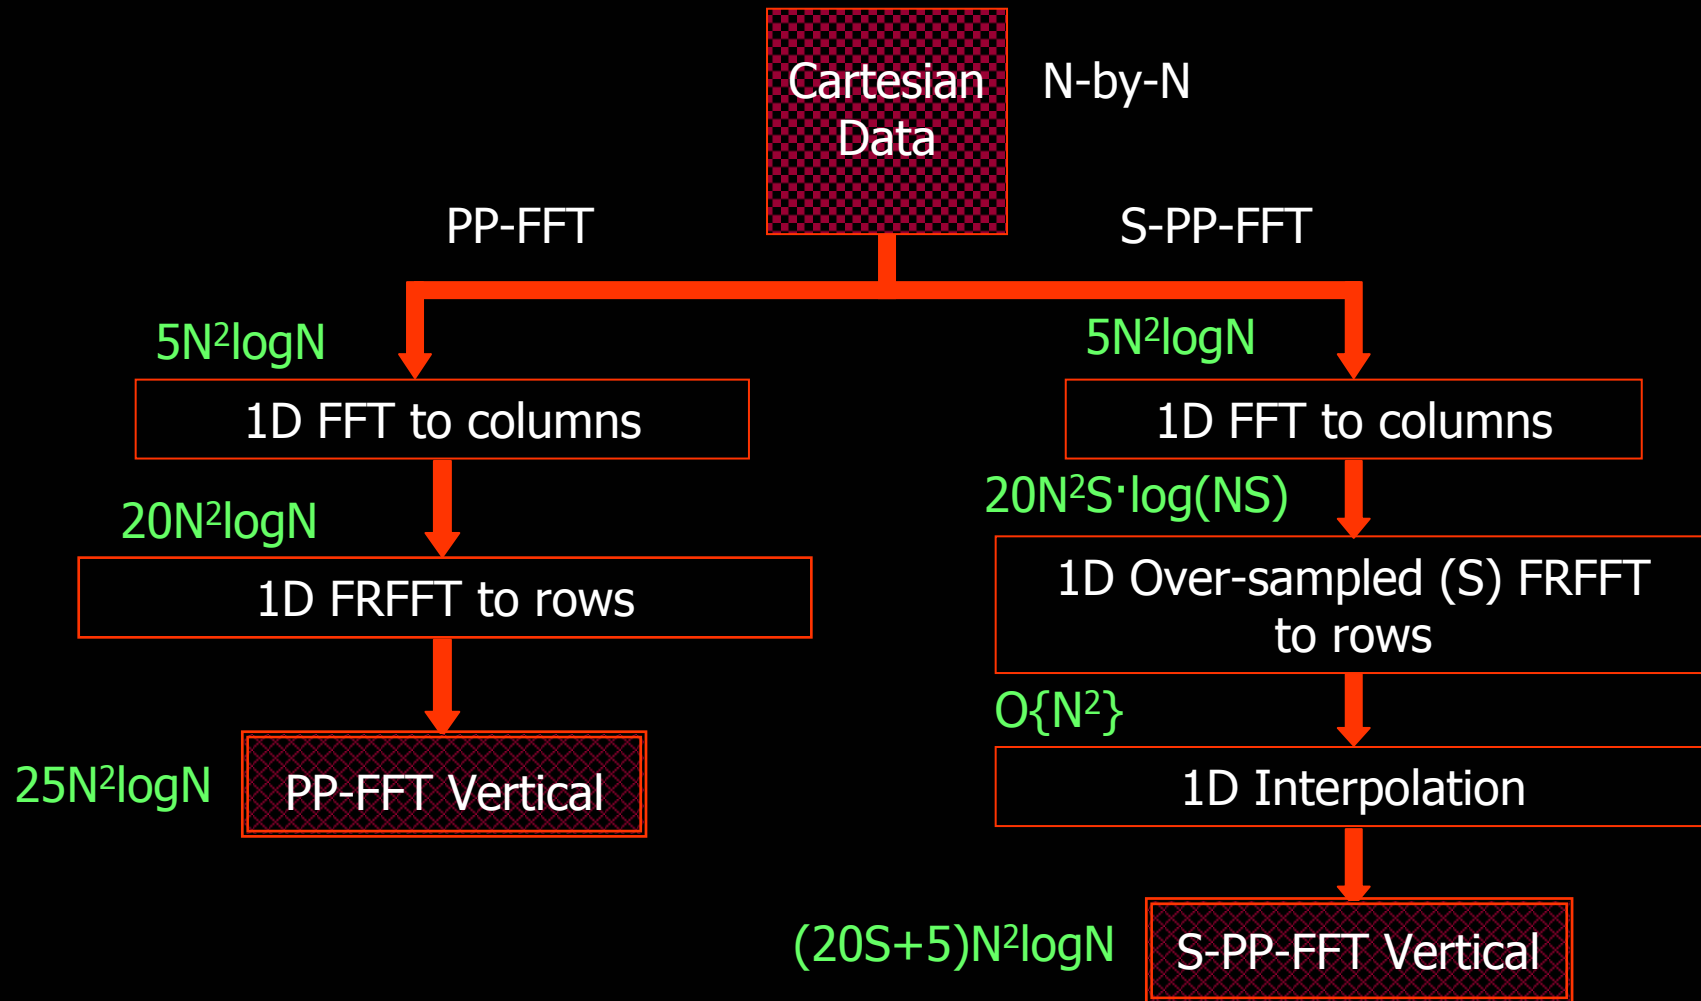 Cartesian
Data
N-by-N
PP-FFT
S-PP-FFT
5N²logN
1D FFT to columns
20N²logN
1D FRFFT to rows
25N²logN
PP-FFT Vertical
5N²logN
1D FFT to columns
20N²S·log(NS)
1D Over-sampled (S) FRFFT
to rows
O{N²}
1D Interpolation
(20S+5)N²logN
S-PP-FFT Vertical